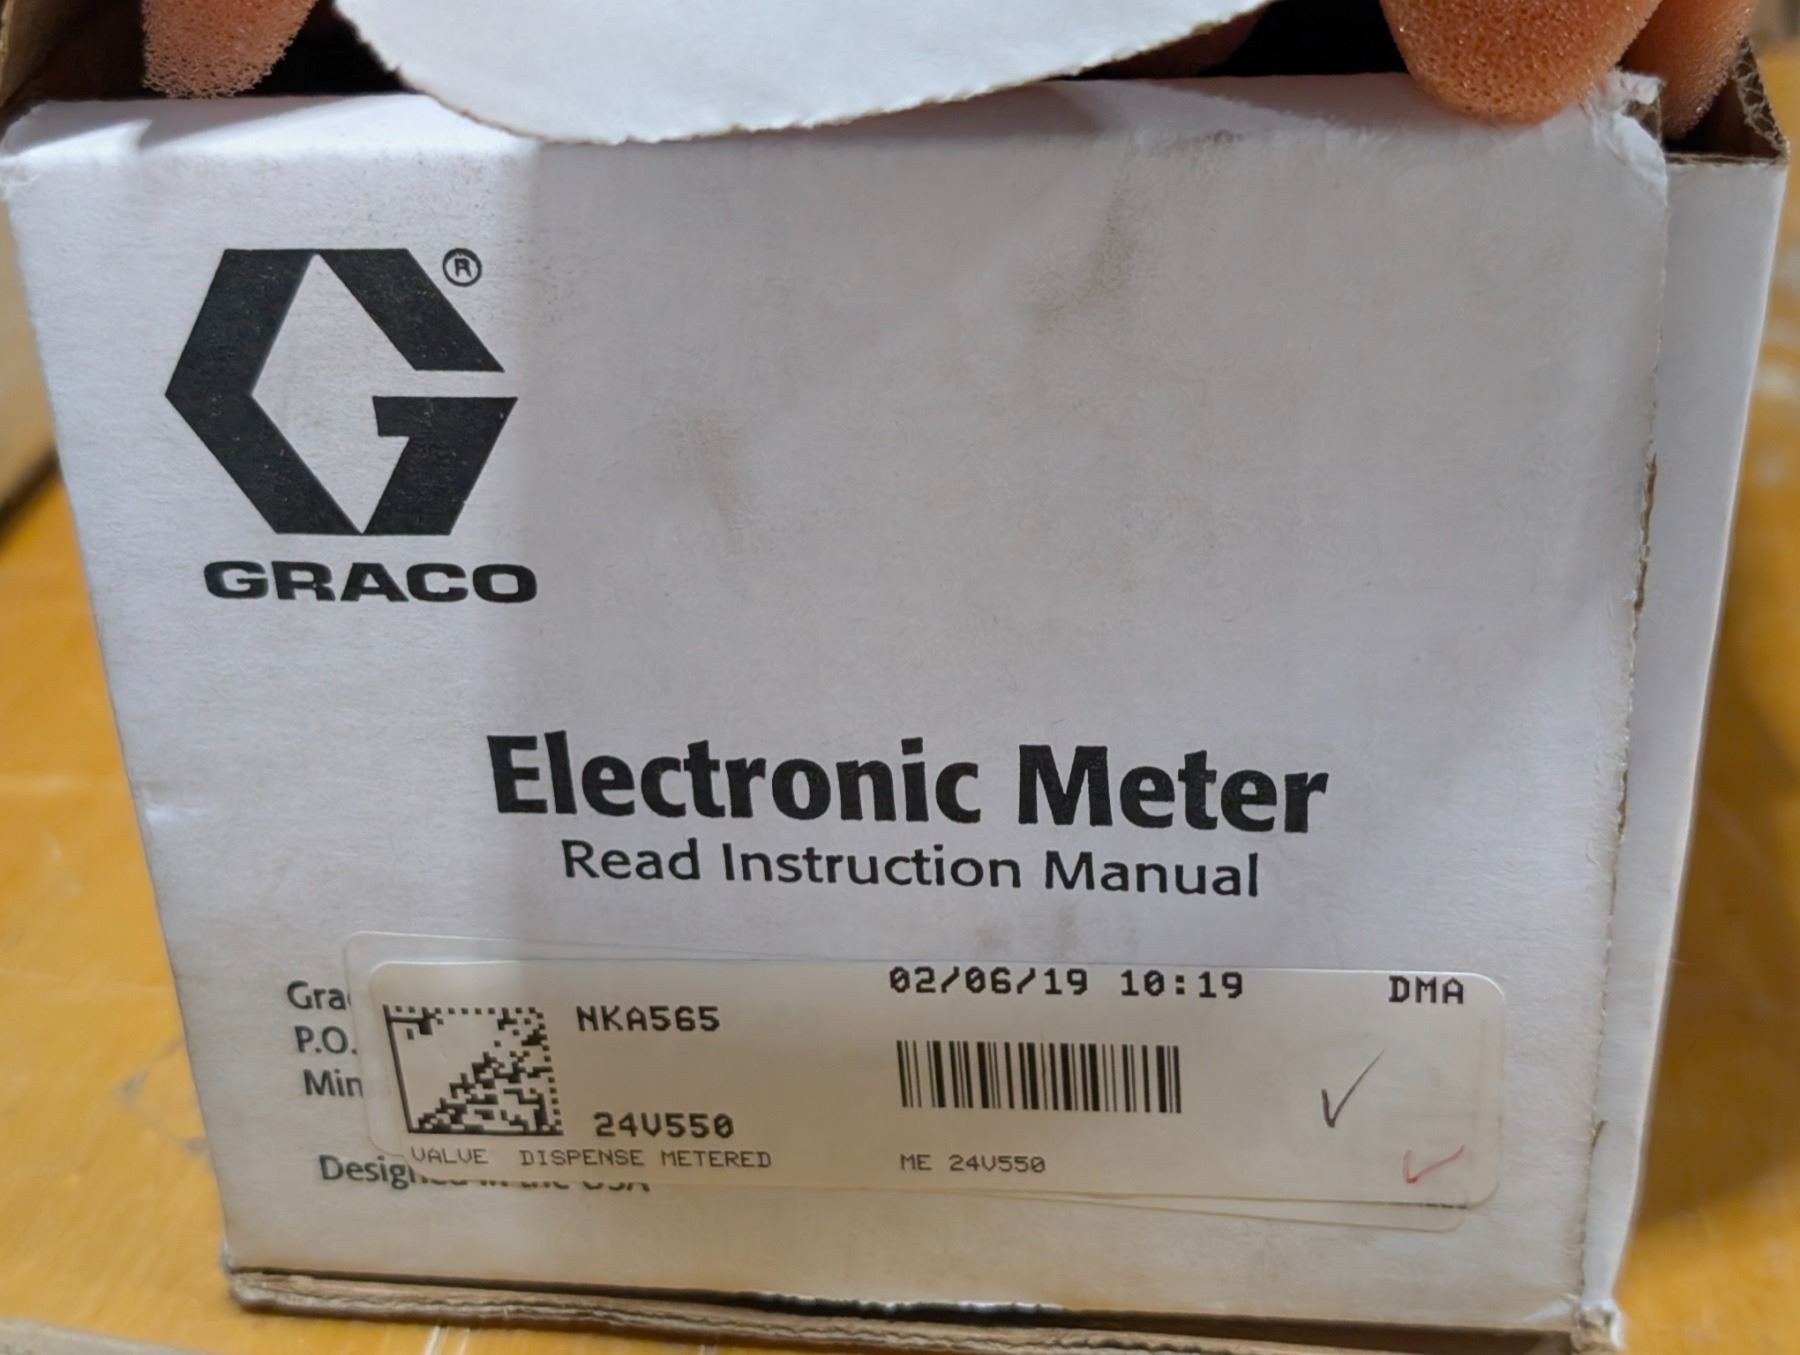 ®
GRACO
Electronic Meter
Read Instruction Manual
02/06/19 10:19 DMA
NKA565
24V550
VALVE DISPENSE METERED
ME 24V550